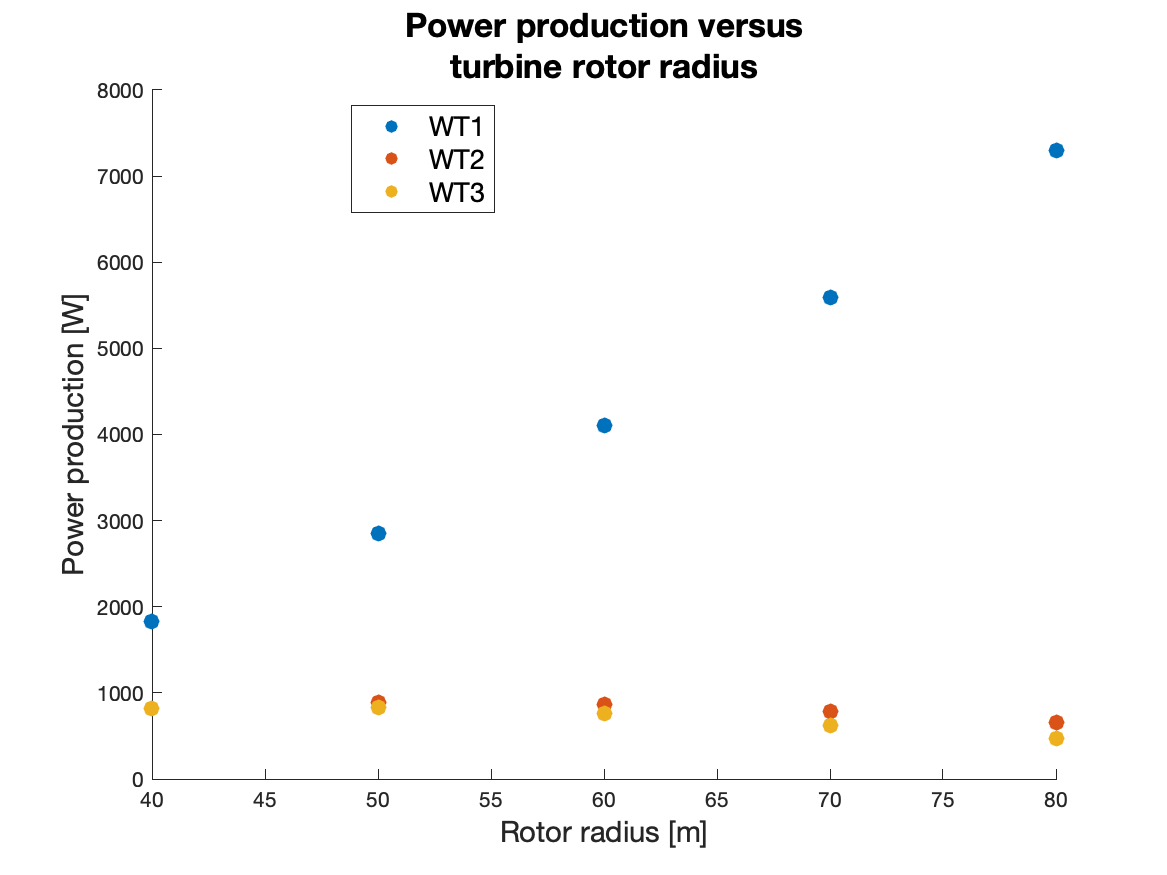 Power production versus
turbine rotor radius
8000
7000
6000
5000
4000
3000
2000
1000
0
Power production [W]
WT1
WT2
WT3
40 45 50 55 60 65 70 75 80
Rotor radius [m]